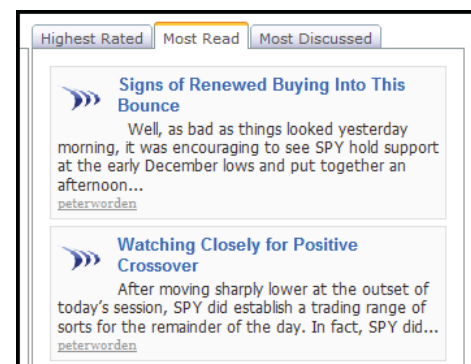 Highest Rated Most Read Most Discussed
Signs of Renewed Buying Into This
Bounce
Well, as bad as things looked yesterday
morning, it was encouraging to see SPY hold support
at the early December lows and put together an
afternoon...
peterworden
Watching Closely for Positive
Crossover
After moving sharply lower at the outset of
today's session, SPY did establish a trading range of
sorts for the remainder of the day. In fact, SPY did...
peterworden